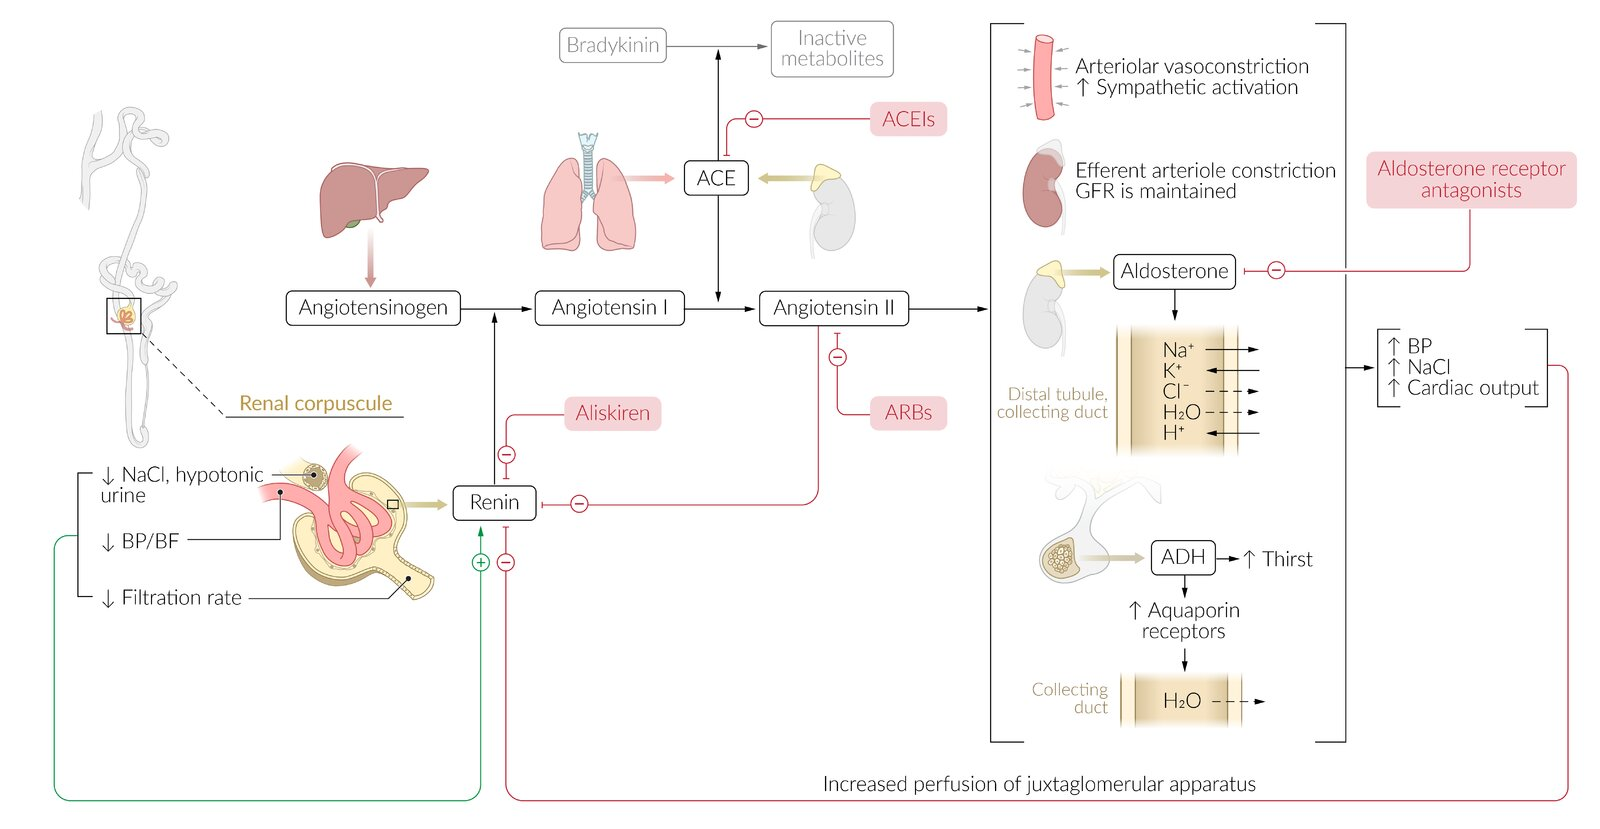 Bradykinin
Inactive
metabolites
ACEIs
ACE
Angiotensinogen
Angiotensin I
Angiotensin II
Renal corpuscule
Aliskiren
ARBs
↓ NaCl, hypotonic
urine
↓ BP/BF
↓ Filtration rate
Renin
+
−
Arteriolar vasoconstriction
↑ Sympathetic activation
Efferent arteriole constriction
GFR is maintained
Aldosterone receptor
antagonists
Aldosterone
Distal tubule,
collecting duct
Na⁺
K⁺
Cl⁻
H₂O
H⁺
ADH
↑ Thirst
↑ Aquaporin
receptors
Collecting
duct
H₂O
↑ BP
↑ NaCl
↑ Cardiac output
Increased perfusion of juxtaglomerular apparatus